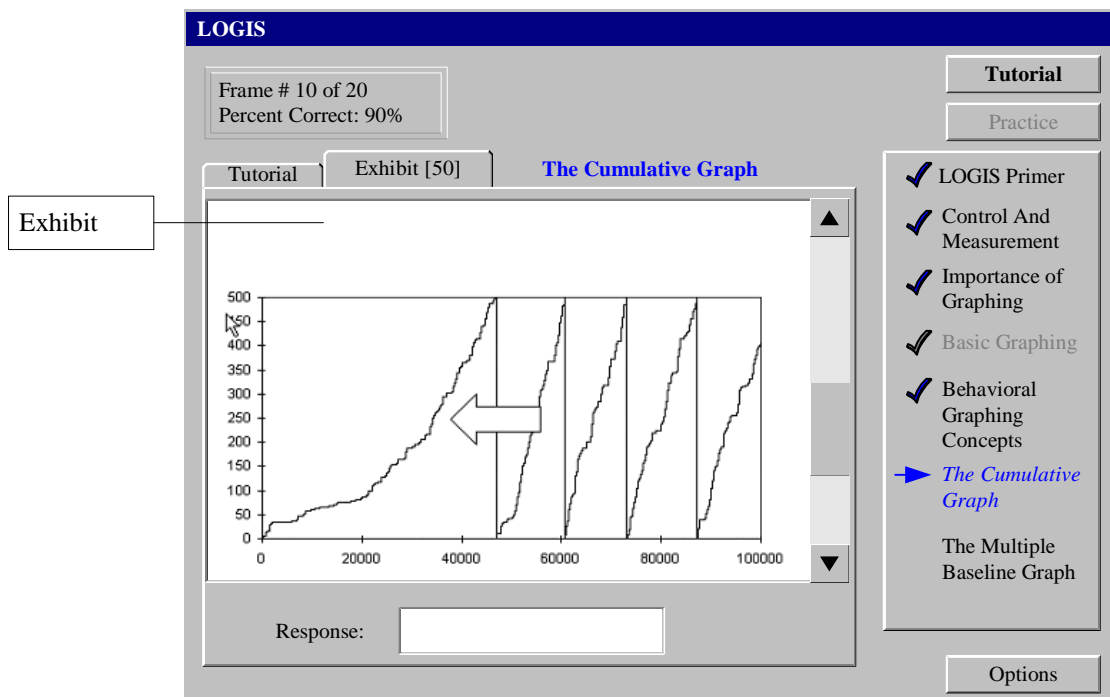 LOGIS
Frame # 10 of 20
Percent Correct: 90%
Tutorial
Practice
Tutorial
Exhibit [50]
The Cumulative Graph
Exhibit
500
450
400
350
300
250
200
150
100
50
0
0
20000
40000
60000
80000
100000
Response:
LOGIS Primer
Control And
Measurement
Importance of
Graphing
Basic Graphing
Behavioral
Graphing
Concepts
The Cumulative
Graph
The Multiple
Baseline Graph
Options